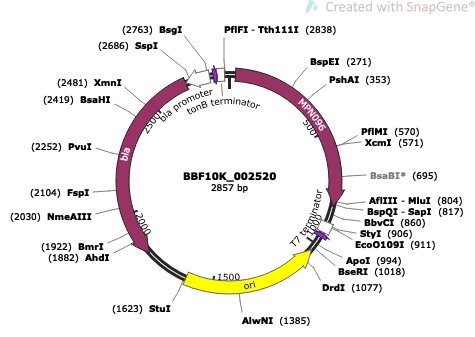 Created with SnapGene®
(2763) BsgI
PflFI - Tth111I (2838)
(2686) SspI
BspEI (271)
PshAI (353)
(2481) XmnI
(2419) BsaHI
bla promoter
tonB terminator
MPN096
2500
500
PflMI (570)
XcmI (571)
(2252) PvuI
bla
BBF10K_002520
2857 bp
BsaBI* (695)
(2104) FspI
(2030) NmeAIII
AflIII - MluI (804)
BspQI - SapI (817)
BbvCI (860)
StyI (906)
EcoO109I (911)
T7 terminator
1000
2000
(1922) BmrI
(1882) AhdI
ApoI (994)
BseRI (1018)
DrdI (1077)
1500
ori
(1623) StuI
AlwNI (1385)